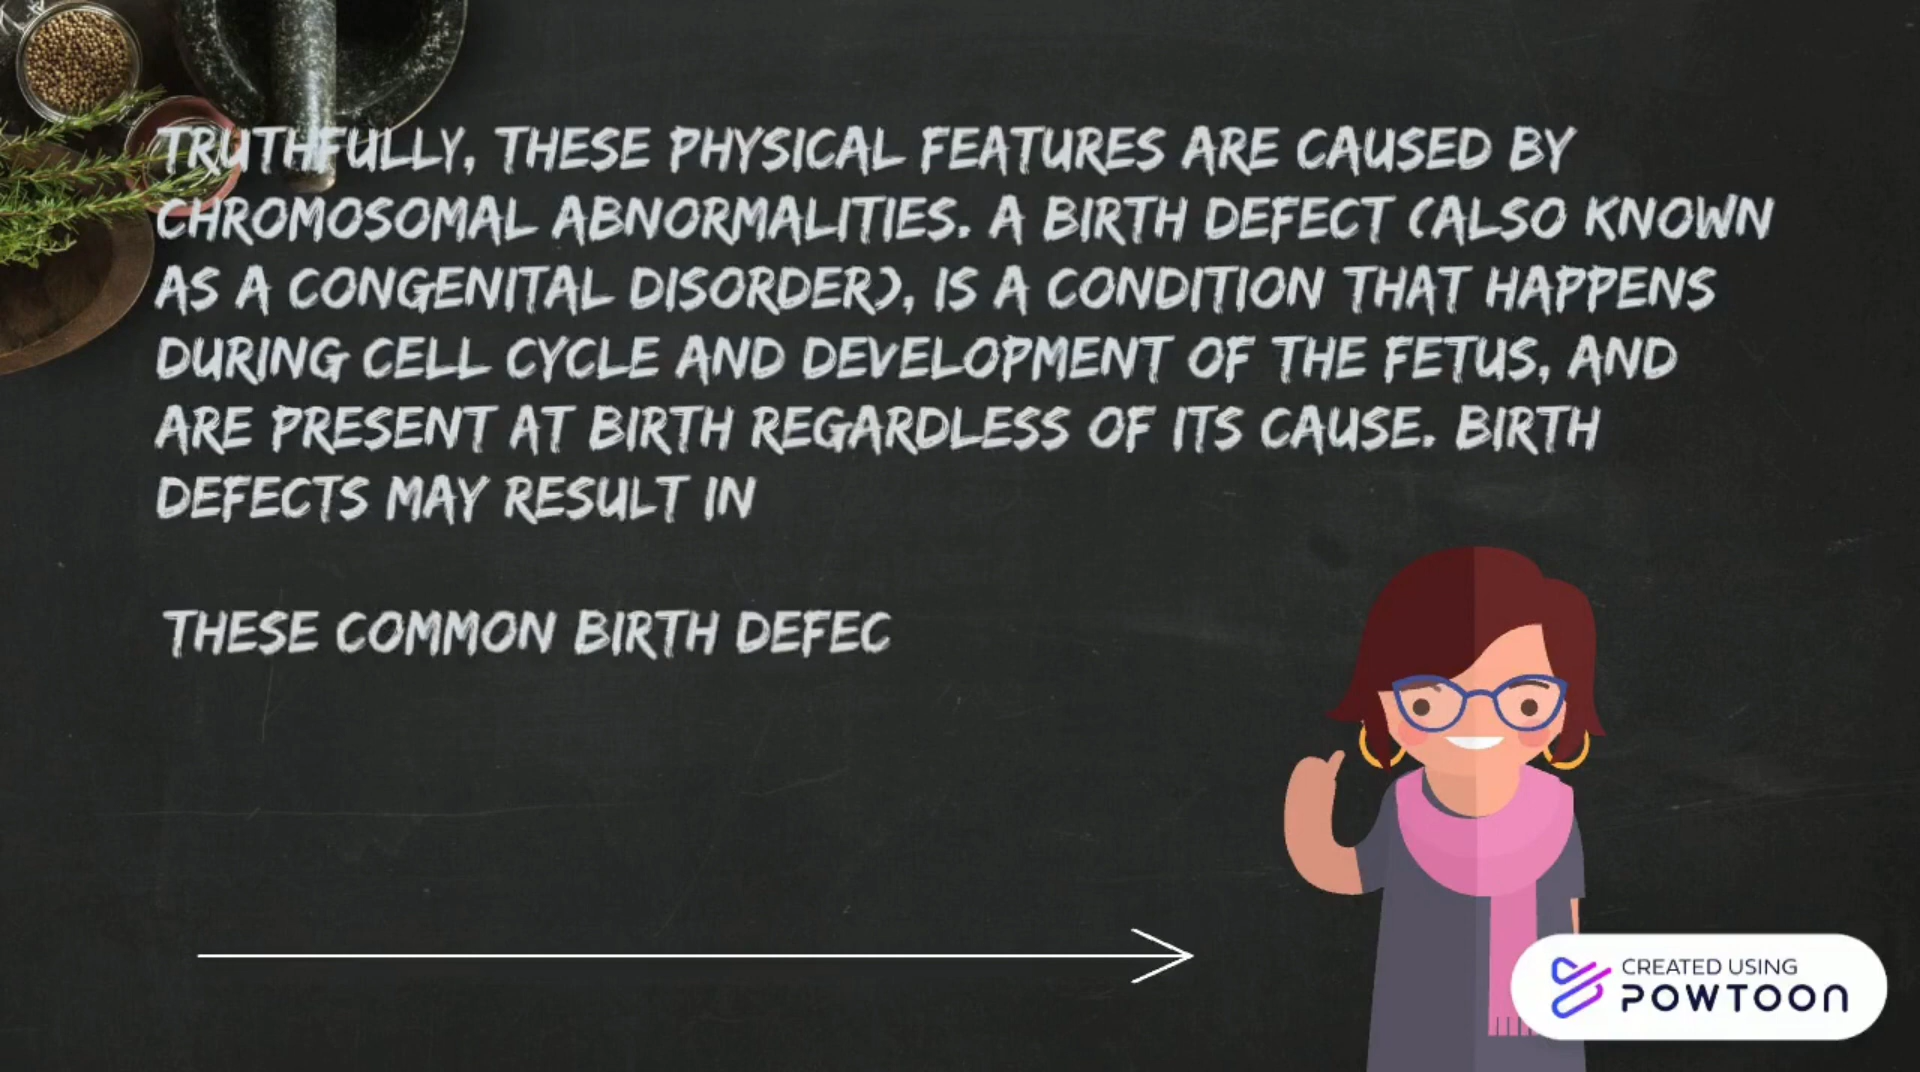 TRUTHFULLY, THESE PHYSICAL FEATURES ARE CAUSED BY
CHROMOSOMAL ABNORMALITIES. A BIRTH DEFECT (ALSO KNOWN
AS A CONGENITAL DISORDER), IS A CONDITION THAT HAPPENS
DURING CELL CYCLE AND DEVELOPMENT OF THE FETUS, AND
ARE PRESENT AT BIRTH REGARDLESS OF ITS CAUSE. BIRTH
DEFECTS MAY RESULT IN
THESE COMMON BIRTH DEFEC
CREATED USING
POWTOON